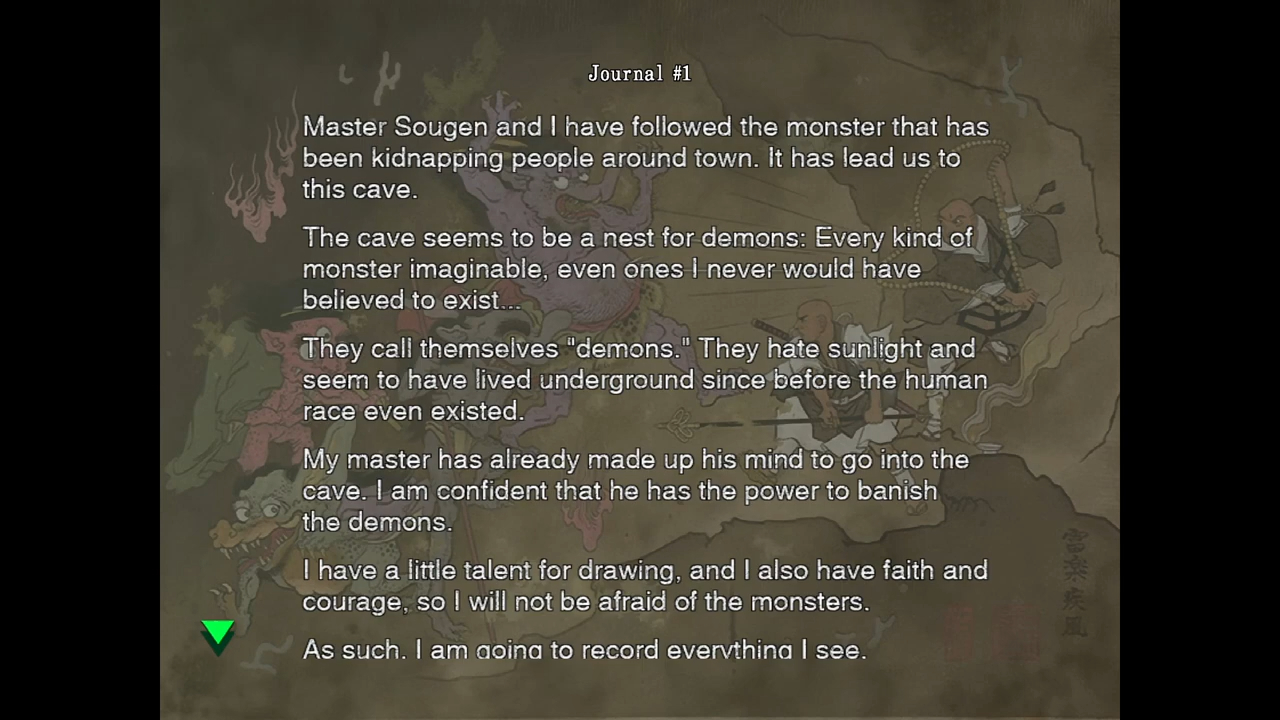 Journal #1
Master Sougen and I have followed the monster that has
been kidnapping people around town. It has lead us to
this cave.
The cave seems to be a nest for demons: Every kind of
monster imaginable, even ones I never would have
believed to exist...
They call themselves "demons." They hate sunlight and
seem to have lived underground since before the human
race even existed.
My master has already made up his mind to go into the
cave. I am confident that he has the power to banish
the demons.
I have a little talent for drawing, and I also have faith and
courage, so I will not be afraid of the monsters.
As such, I am going to record everything I see.